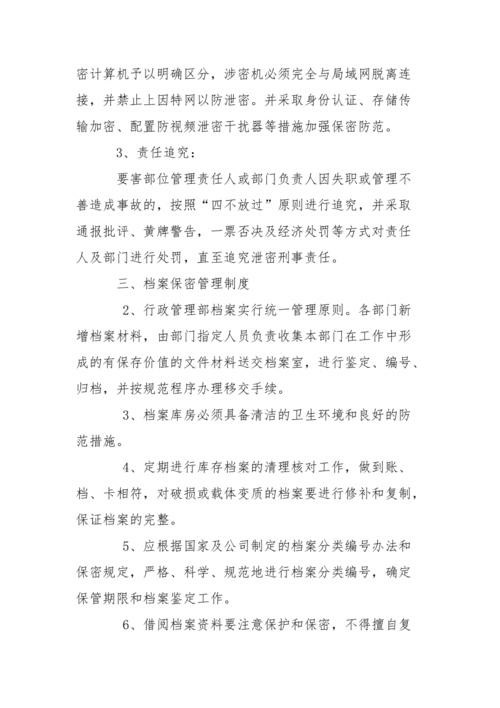 密计算机予以明确区分，涉密机必须完全与局域网脱离连
接，并禁止上因特网以防泄密。并采取身份认证、存储传
输加密、配置防视频泄密干扰器等措施加强保密防范。
3、责任追究：
要害部位管理责任人或部门负责人因失职或管理不
善造成事故的，按照“四不放过”原则进行追究，并采取
通报批评、黄牌警告，一票否决及经济处罚等方式对责任
人及部门进行处罚，直至追究泄密刑事责任。
三、档案保密管理制度
2、行政管理部档案实行统一管理原则。各部门新
增档案材料，由部门指定人员负责收集本部门在工作中形
成的有保存价值的文件材料送交档案室，进行鉴定、编号、
归档，并按规范程序办理移交手续。
3、档案库房必须具备清洁的卫生环境和良好的防
范措施。
4、定期进行库存档案的清理核对工作，做到账、
档、卡相符，对破损或载体变质的档案要进行修补和复制，
保证档案的完整。
5、应根据国家及公司制定的档案分类编号办法和
保密规定，严格、科学、规范地进行档案分类编号，确定
保管期限和档案鉴定工作。
6、借阅档案资料要注意保护和保密，不得擅自复